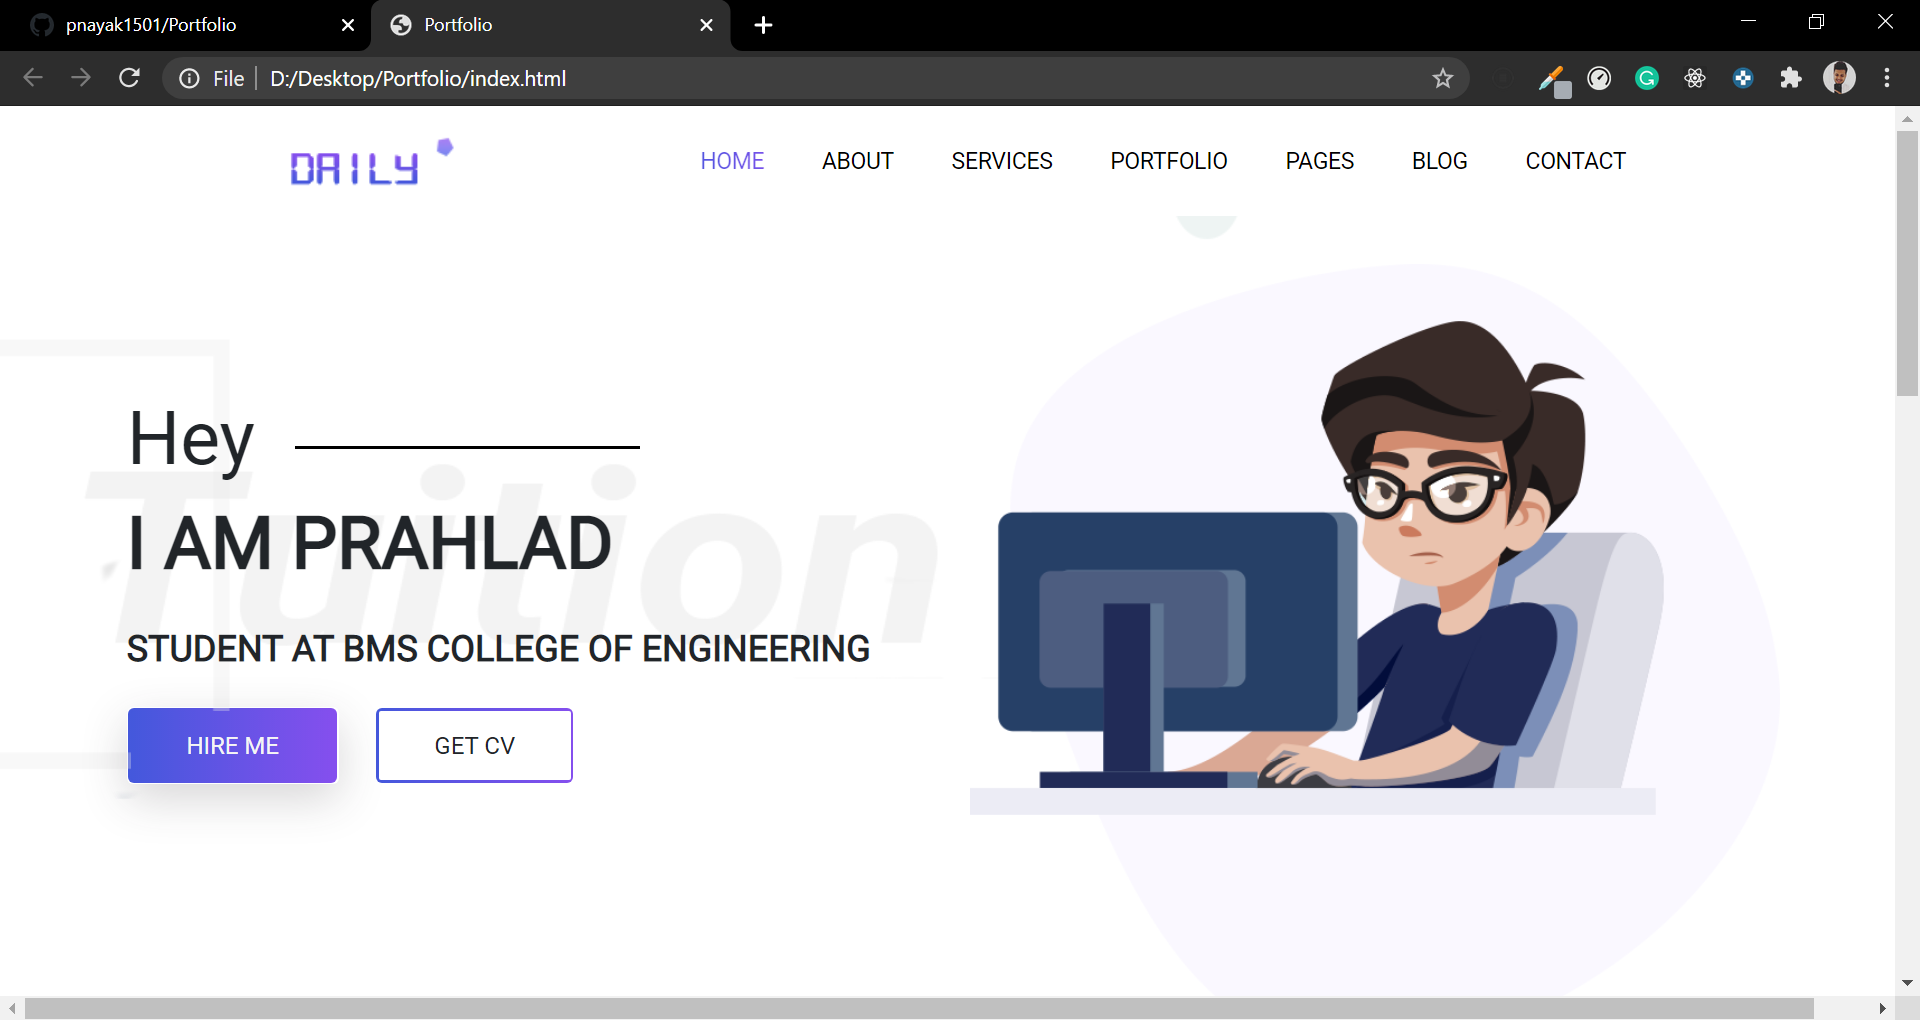 pnayak1501/Portfolio
Portfolio
File
D:/Desktop/Portfolio/index.html
DAILY
HOME ABOUT SERVICES PORTFOLIO PAGES BLOG CONTACT
Hey
Tuition
I AM PRAHLAD
STUDENT AT BMS COLLEGE OF ENGINEERING
HIRE ME
GET CV